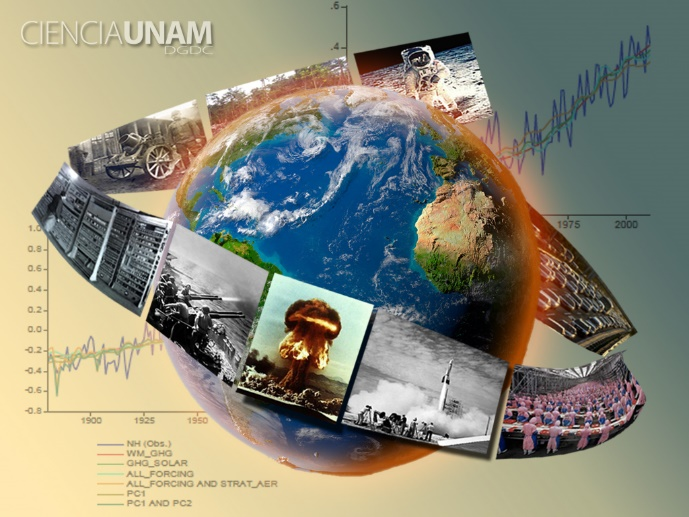 CIENCIAUNAM
DGDC
.6
.4
1975
2000
1.0
0.8
0.6
0.4
0.2
0.0
-0.2
-0.4
-0.6
-0.8
1900
1925
1950
NH (Obs.)
WM_GHG
GHG_SOLAR
ALL_FORCING
ALL_FORCING AND STRAT_AER
PC1
PC1 AND PC2